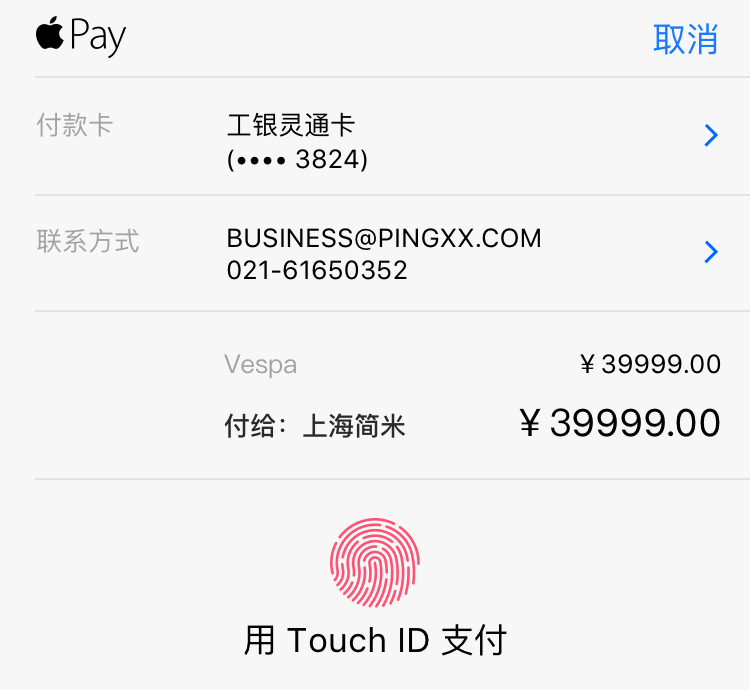 Pay
取消
付款卡
工银灵通卡
(•••• 3824)
联系方式
BUSINESS@PINGXX.COM
021-61650352
Vespa
¥ 39999.00
付给：上海简米
¥ 39999.00
用 Touch ID 支付